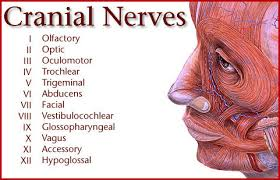 Cranial Nerves
I Olfactory
II Optic
III Oculomotor
IV Trochlear
V Trigeminal
VI Abducens
VII Facial
VIII Vestibulocochlear
IX Glossopharyngeal
X Vagus
XI Accessory
XII Hypoglossal